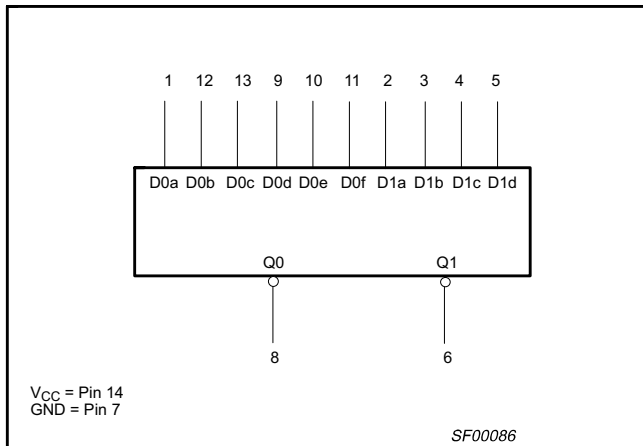 1 12 13 9 10 11 2 3 4 5
D0a D0b D0c D0d D0e D0f D1a D1b D1c D1d
Q0 Q1
8 6
VCC = Pin 14
GND = Pin 7
SF00086